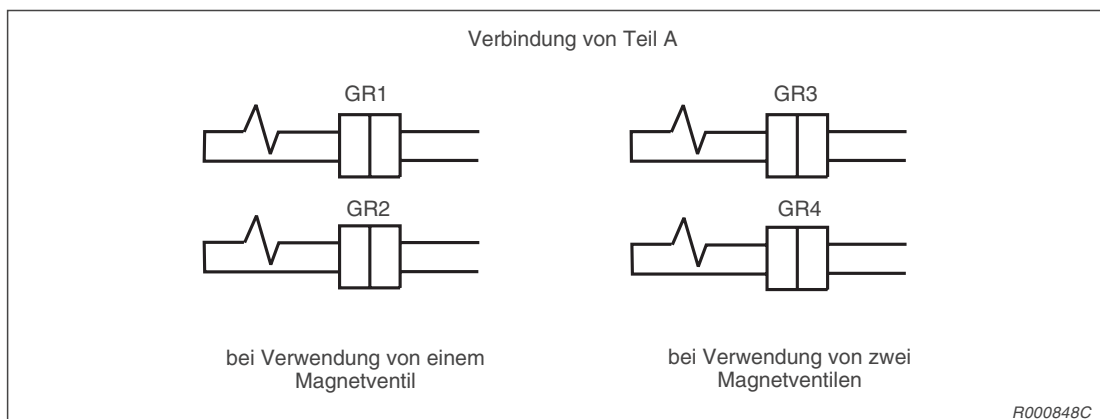 Verbindung von Teil A
GR1
GR3
GR2
GR4
bei Verwendung von einem
Magnetventil
bei Verwendung von zwei
Magnetventilen
R000848C